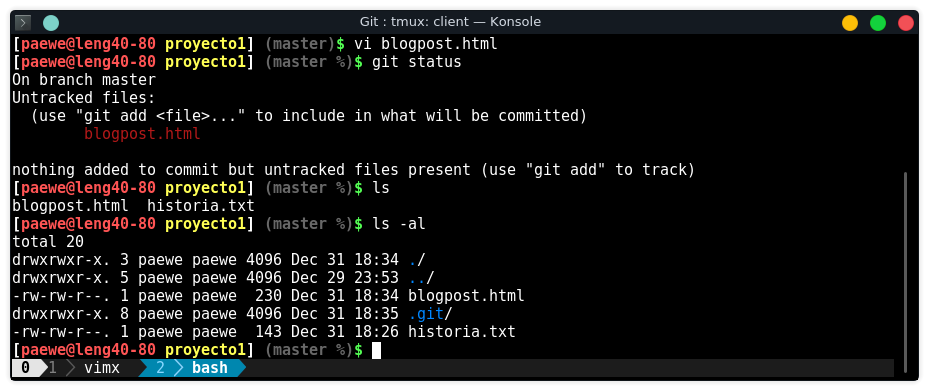 Git : tmux: client — Konsole
[paewe@leng40-80 proyecto1] (master)$ vi blogpost.html
[paewe@leng40-80 proyecto1] (master %)$ git status
On branch master
Untracked files:
  (use "git add <file>..." to include in what will be committed)
        blogpost.html

nothing added to commit but untracked files present (use "git add" to track)
[paewe@leng40-80 proyecto1] (master %)$ ls
blogpost.html  historia.txt
[paewe@leng40-80 proyecto1] (master %)$ ls -al
total 20
drwxrwxr-x. 3 paewe paewe 4096 Dec 31 18:34 ./
drwxrwxr-x. 5 paewe paewe 4096 Dec 29 23:53 ../
-rw-rw-r--. 1 paewe paewe  230 Dec 31 18:34 blogpost.html
drwxrwxr-x. 8 paewe paewe 4096 Dec 31 18:35 .git/
-rw-rw-r--. 1 paewe paewe  143 Dec 31 18:26 historia.txt
[paewe@leng40-80 proyecto1] (master %)$
0 1 vimx 2 bash